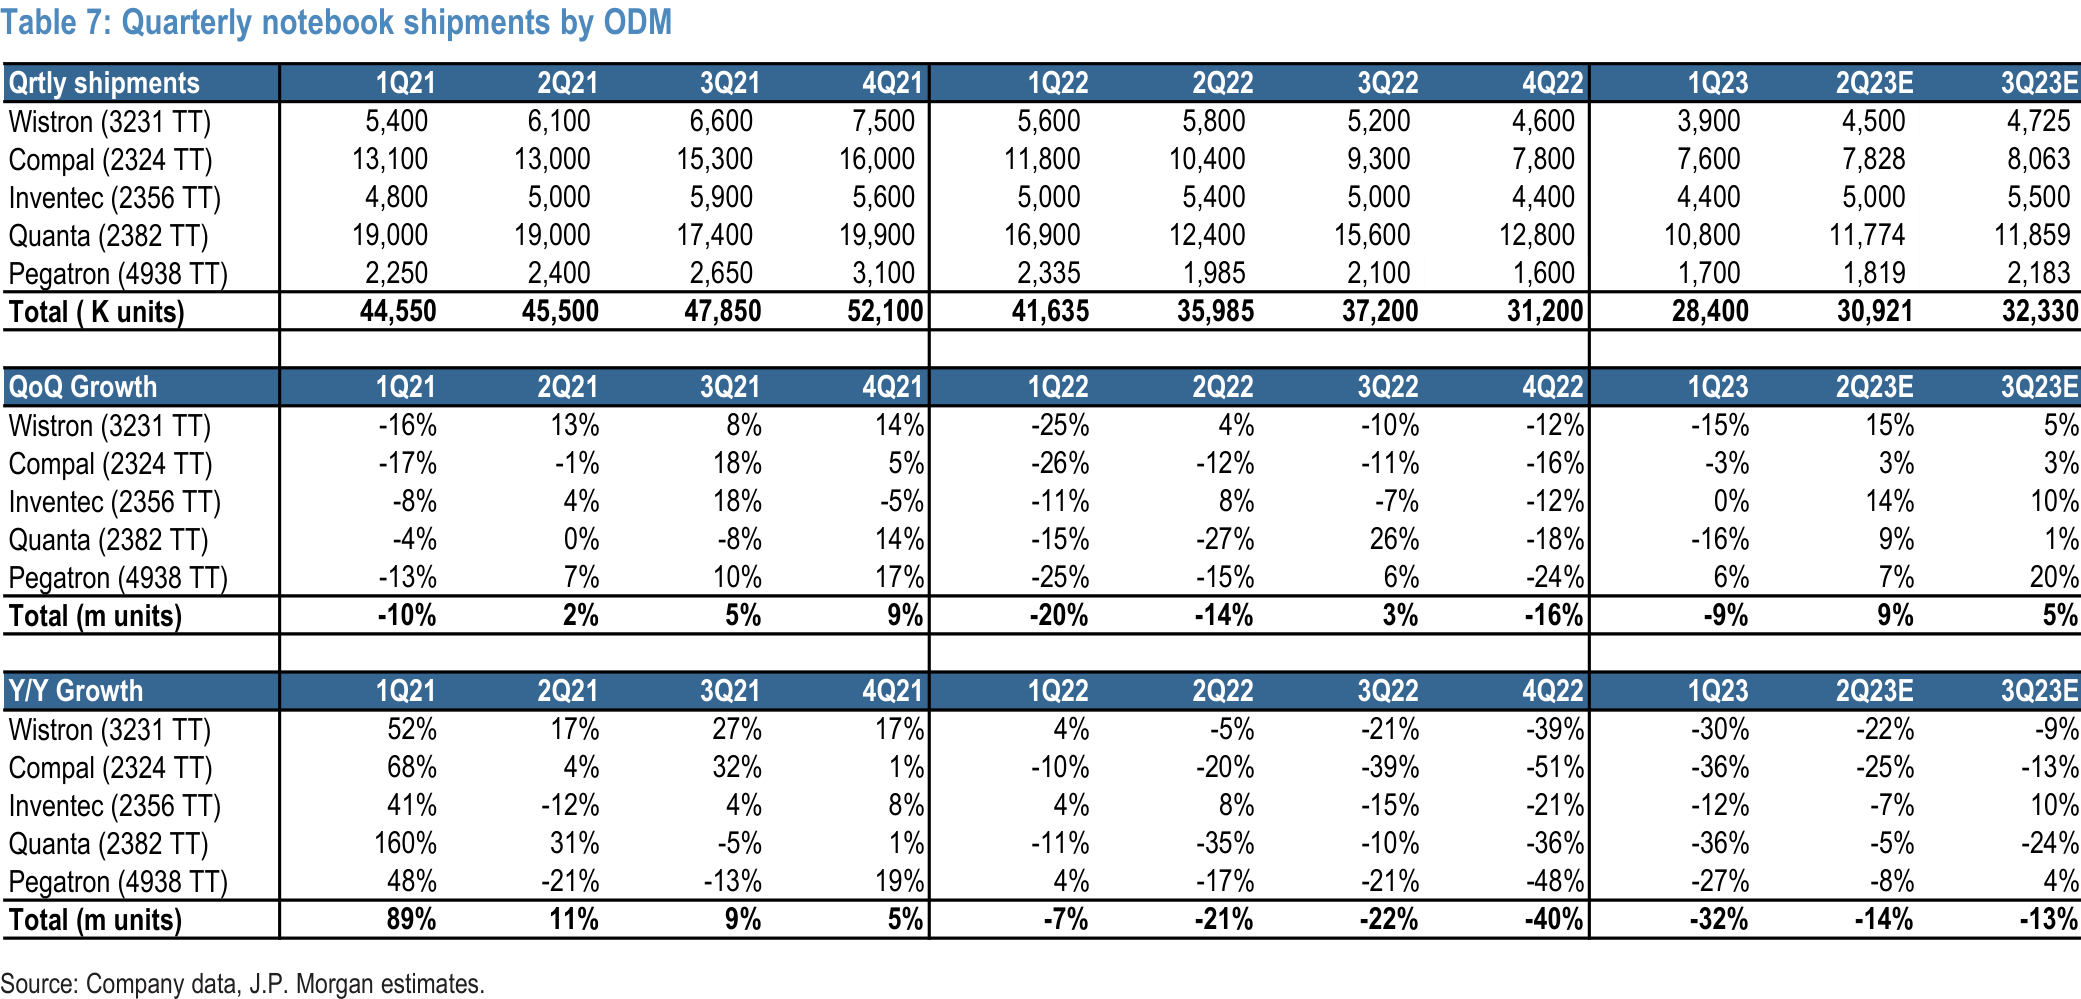 Table 7: Quarterly notebook shipments by ODM
Qrtly shipments 1Q21 2Q21 3Q21 4Q21 1Q22 2Q22 3Q22 4Q22 1Q23 2Q23E 3Q23E
Wistron (3231 TT) 5,400 6,100 6,600 7,500 5,600 5,800 5,200 4,600 3,900 4,500 4,725
Compal (2324 TT) 13,100 13,000 15,300 16,000 11,800 10,400 9,300 7,800 7,600 7,828 8,063
Inventec (2356 TT) 4,800 5,000 5,900 5,600 5,000 5,400 5,000 4,400 4,400 5,000 5,500
Quanta (2382 TT) 19,000 19,000 17,400 19,900 16,900 12,400 15,600 12,800 10,800 11,774 11,859
Pegatron (4938 TT) 2,250 2,400 2,650 3,100 2,335 1,985 2,100 1,600 1,700 1,819 2,183
Total ( K units) 44,550 45,500 47,850 52,100 41,635 35,985 37,200 31,200 28,400 30,921 32,330
QoQ Growth 1Q21 2Q21 3Q21 4Q21 1Q22 2Q22 3Q22 4Q22 1Q23 2Q23E 3Q23E
Wistron (3231 TT) -16% 13% 8% 14% -25% 4% -10% -12% -15% 15% 5%
Compal (2324 TT) -17% -1% 18% 5% -26% -12% -11% -16% -3% 3% 3%
Inventec (2356 TT) -8% 4% 18% -5% -11% 8% -7% -12% 0% 14% 10%
Quanta (2382 TT) -4% 0% -8% 14% -15% -27% 26% -18% -16% 9% 1%
Pegatron (4938 TT) -13% 7% 10% 17% -25% -15% 6% -24% 6% 7% 20%
Total (m units) -10% 2% 5% 9% -20% -14% 3% -16% -9% 9% 5%
Y/Y Growth 1Q21 2Q21 3Q21 4Q21 1Q22 2Q22 3Q22 4Q22 1Q23 2Q23E 3Q23E
Wistron (3231 TT) 52% 17% 27% 17% 4% -5% -21% -39% -30% -22% -9%
Compal (2324 TT) 68% 4% 32% 1% -10% -20% -39% -51% -36% -25% -13%
Inventec (2356 TT) 41% -12% 4% 8% 4% 8% -15% -21% -12% -7% 10%
Quanta (2382 TT) 160% 31% -5% 1% -11% -35% -10% -36% -36% -5% -24%
Pegatron (4938 TT) 48% -21% -13% 19% 4% -17% -21% -48% -27% -8% 4%
Total (m units) 89% 11% 9% 5% -7% -21% -22% -40% -32% -14% -13%
Source: Company data, J.P. Morgan estimates.